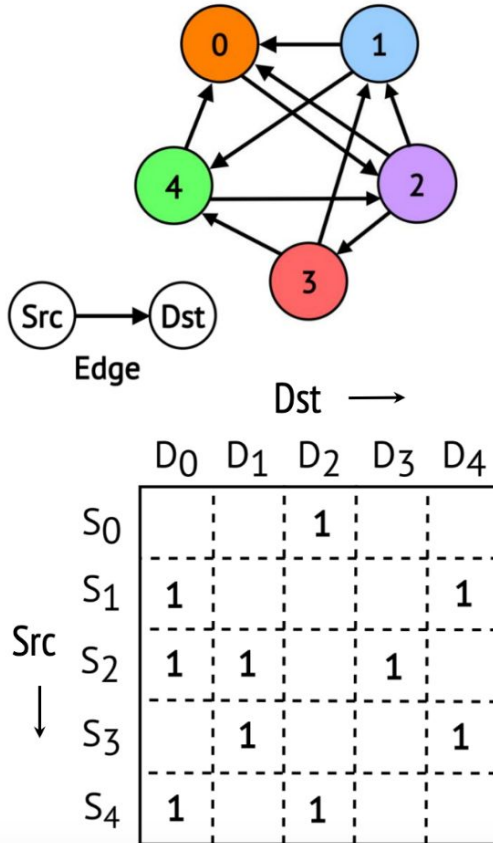 0 1
4 2
3
Src Dst
Edge
Dst
D0 D1 D2 D3 D4
S0 1
S1 1 1
Src
S2 1 1 1
S3 1 1
S4 1 1